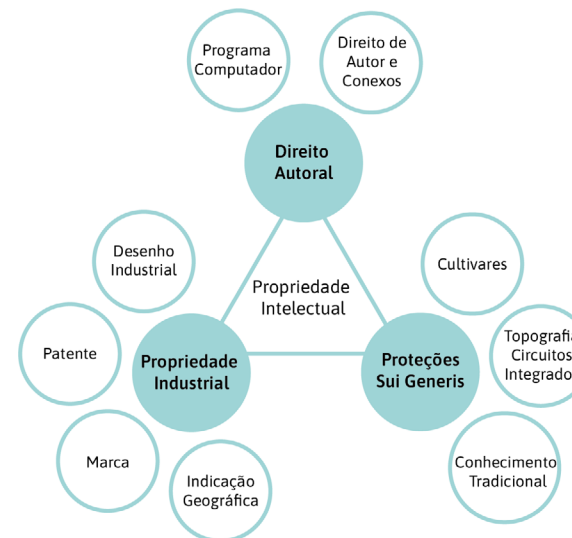 Programa
Computador
Direito de
Autor e
Conexos
Direito
Autoral
Desenho
Industrial
Cultivares
Propriedade
Intelectual
Patente
Propriedade
Industrial
Proteções
Sui Generis
Topografia
Circuitos
Integrado
Marca
Indicação
Geográfica
Conhecimento
Tradicional